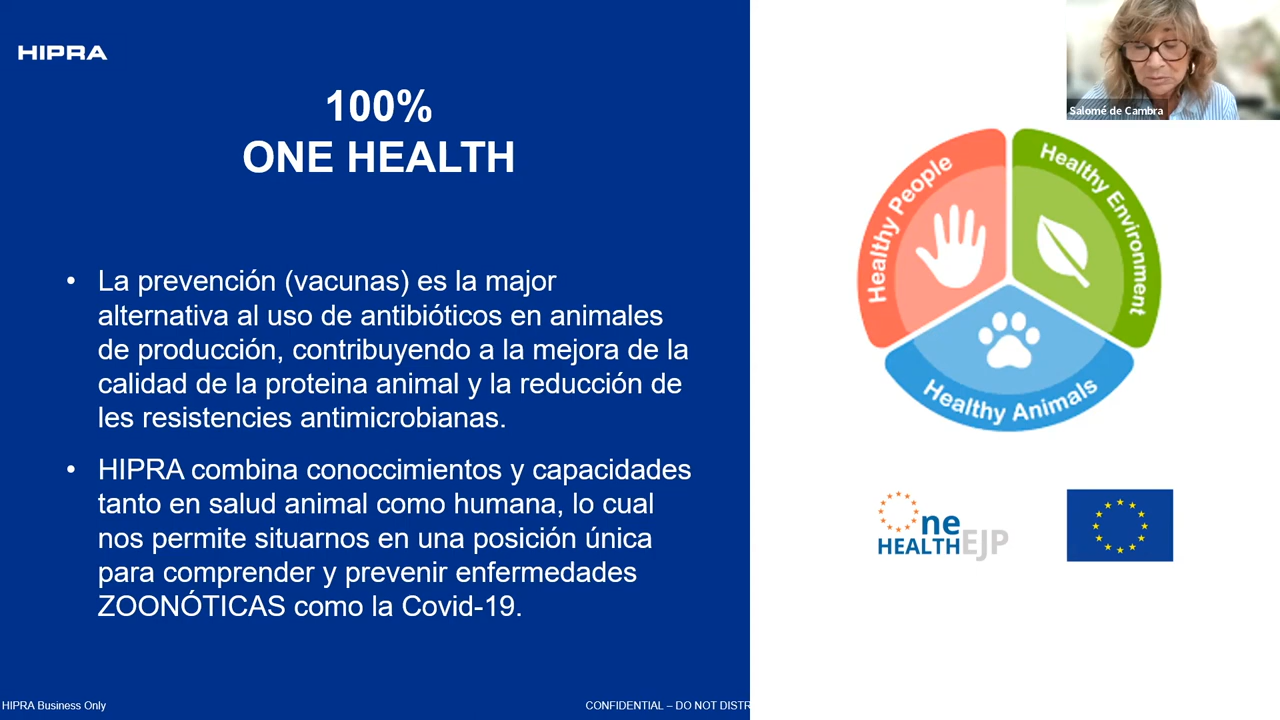 HIPRA
100%
ONE HEALTH
• La prevención (vacunas) es la major
alternativa al uso de antibióticos en animales
de producción, contribuyendo a la mejora de la
calidad de la proteina animal y la reducción de
les resistencies antimicrobianas.
• HIPRA combina conoccimientos y capacidades
tanto en salud animal como humana, lo cual
nos permite situarnos en una posición única
para comprender y prevenir enfermedades
ZOONÓTICAS como la Covid-19.
HIPRA Business Only
CONFIDENTIAL – DO NOT DISTR
Salomé de Cambra
Healthy People
Healthy Environment
Healthy Animals
One
HEALTHEJP